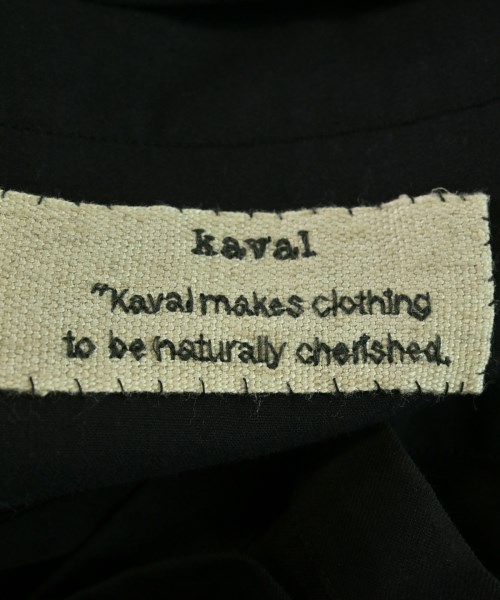 kaval
"Kaval makes clothing
to be naturally cherished.